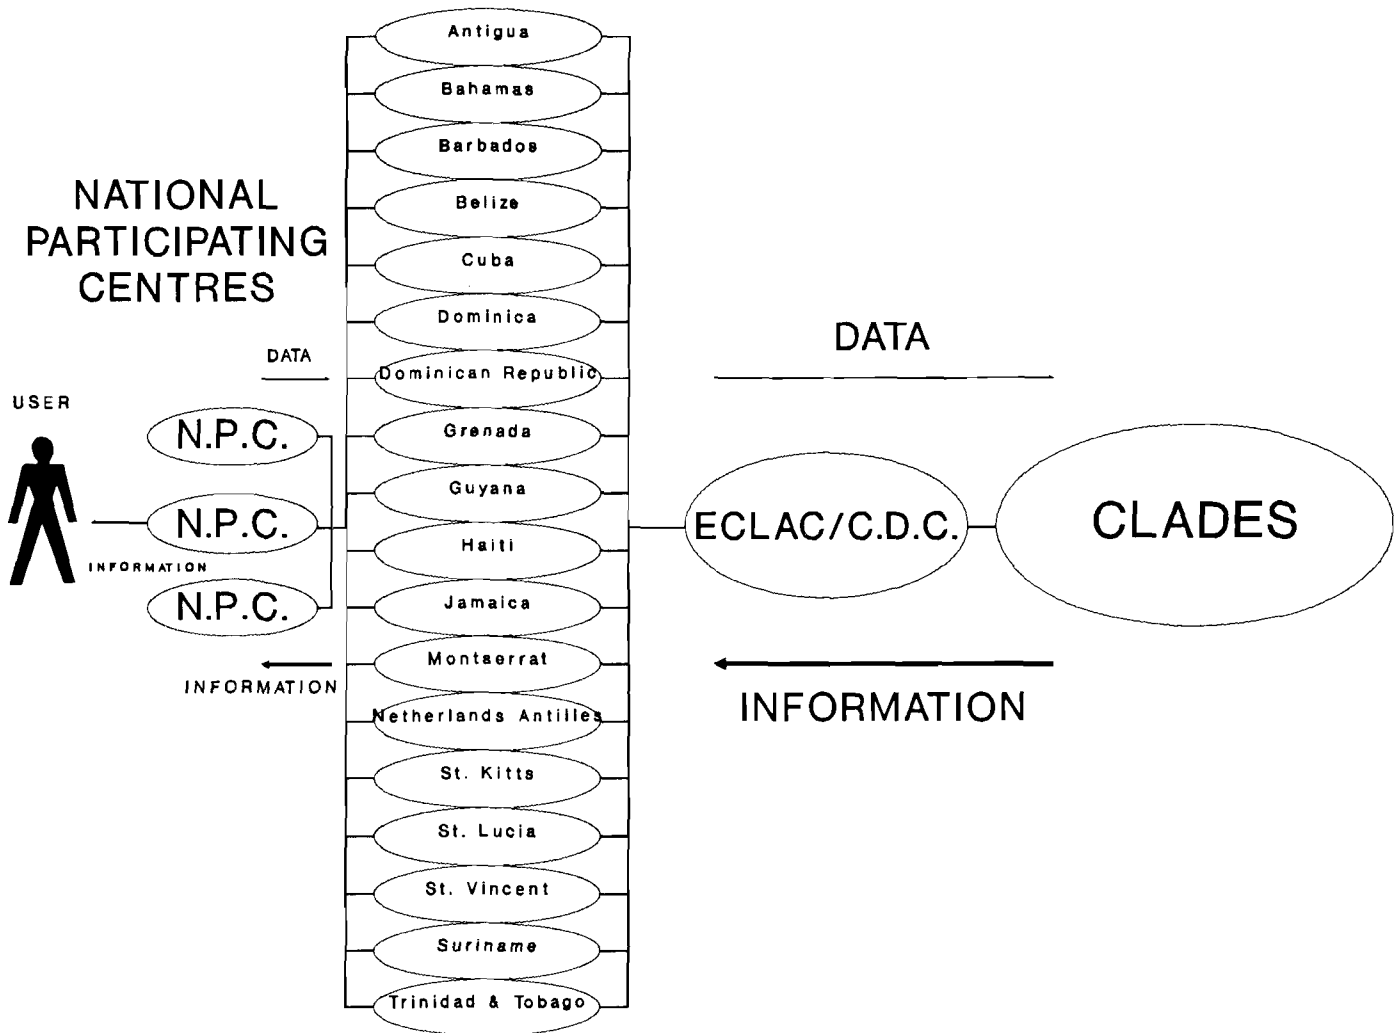 NATIONAL
PARTICIPATING
CENTRES
USER
DATA
N.P.C.
N.P.C.
INFORMATION
N.P.C.
INFORMATION
Antigua
Bahamas
Barbados
Belize
Cuba
Dominica
Dominican Republic
Grenada
Guyana
Haiti
Jamaica
Montserrat
Netherlands Antilles
St. Kitts
St. Lucia
St. Vincent
Suriname
Trinidad & Tobago
DATA
ECLAC/C.D.C.
CLADES
INFORMATION